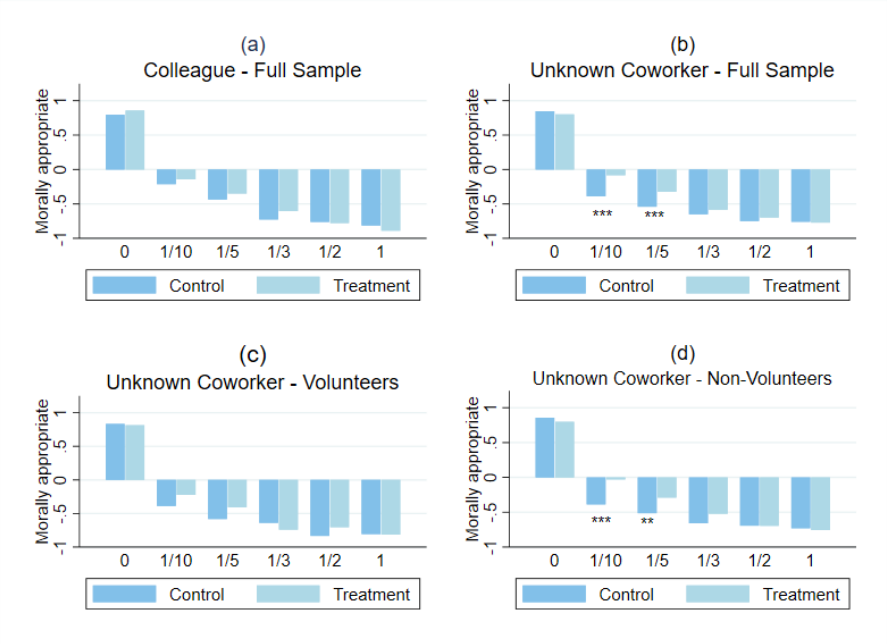 (a)
Colleague - Full Sample
Morally appropriate
1
.5
0
-.5
-1
0 1/10 1/5 1/3 1/2 1
Control Treatment
(b)
Unknown Coworker - Full Sample
Morally appropriate
1
.5
0
-.5
-1
*** ***
0 1/10 1/5 1/3 1/2 1
Control Treatment
(c)
Unknown Coworker - Volunteers
Morally appropriate
1
.5
0
-.5
-1
0 1/10 1/5 1/3 1/2 1
Control Treatment
(d)
Unknown Coworker - Non-Volunteers
Morally appropriate
1
.5
0
-.5
-1
*** **
0 1/10 1/5 1/3 1/2 1
Control Treatment